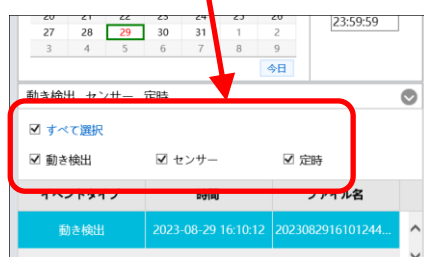 20 21 22 23 24 25 26
23:59:59
27 28 29 30 31 1 2
3 4 5 6 7 8 9
今日
動き検出 センサー 定時
すべて選択
動き検出 センサー 定時
イベントタイプ 時間 ファイル名
動き検出 2023-08-29 16:10:12 2023082916101244...